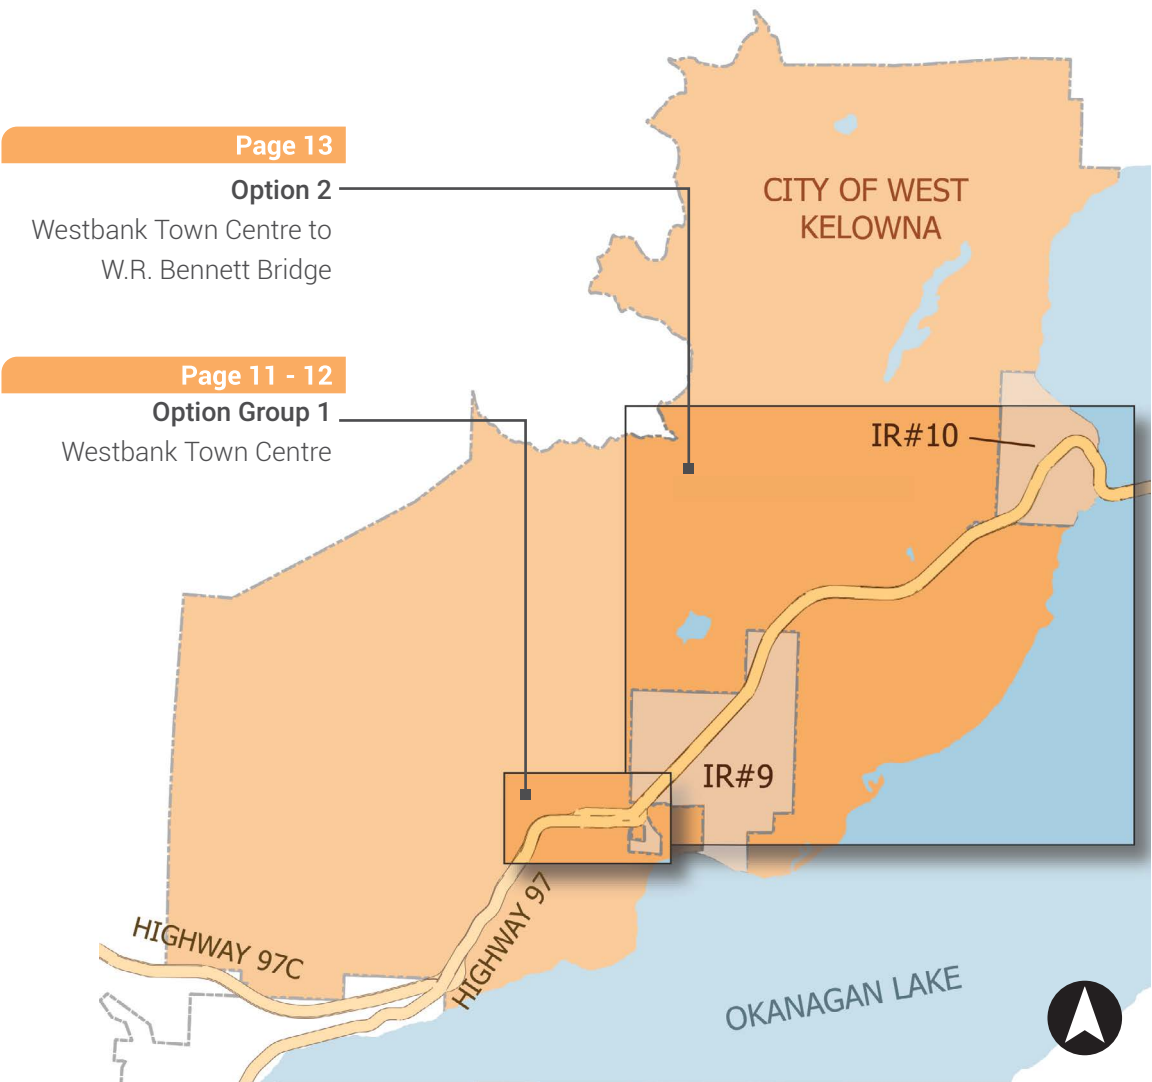 Page 13
Option 2
Westbank Town Centre to
W.R. Bennett Bridge
Page 11 - 12
Option Group 1
Westbank Town Centre
CITY OF WEST
KELOWNA
IR#10
IR#9
HIGHWAY 97
HIGHWAY 97C
OKANAGAN LAKE